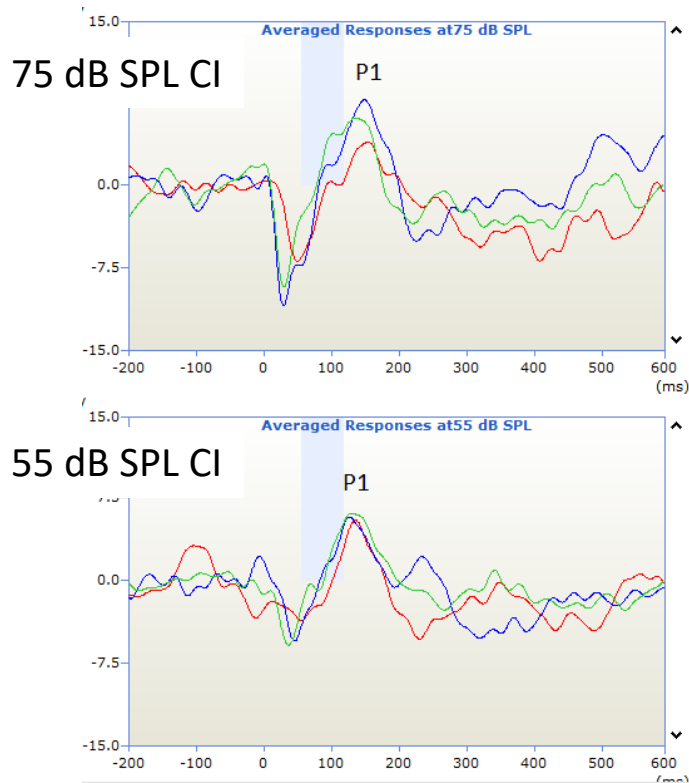 15.0
Averaged Responses at75 dB SPL
75 dB SPL CI
P1
0.0
-7.5
-15.0
-200 -100 0 100 200 300 400 500 600
(ms)
15.0
Averaged Responses at55 dB SPL
55 dB SPL CI
P1
0.0
-7.5
-15.0
-200 -100 0 100 200 300 400 500 600